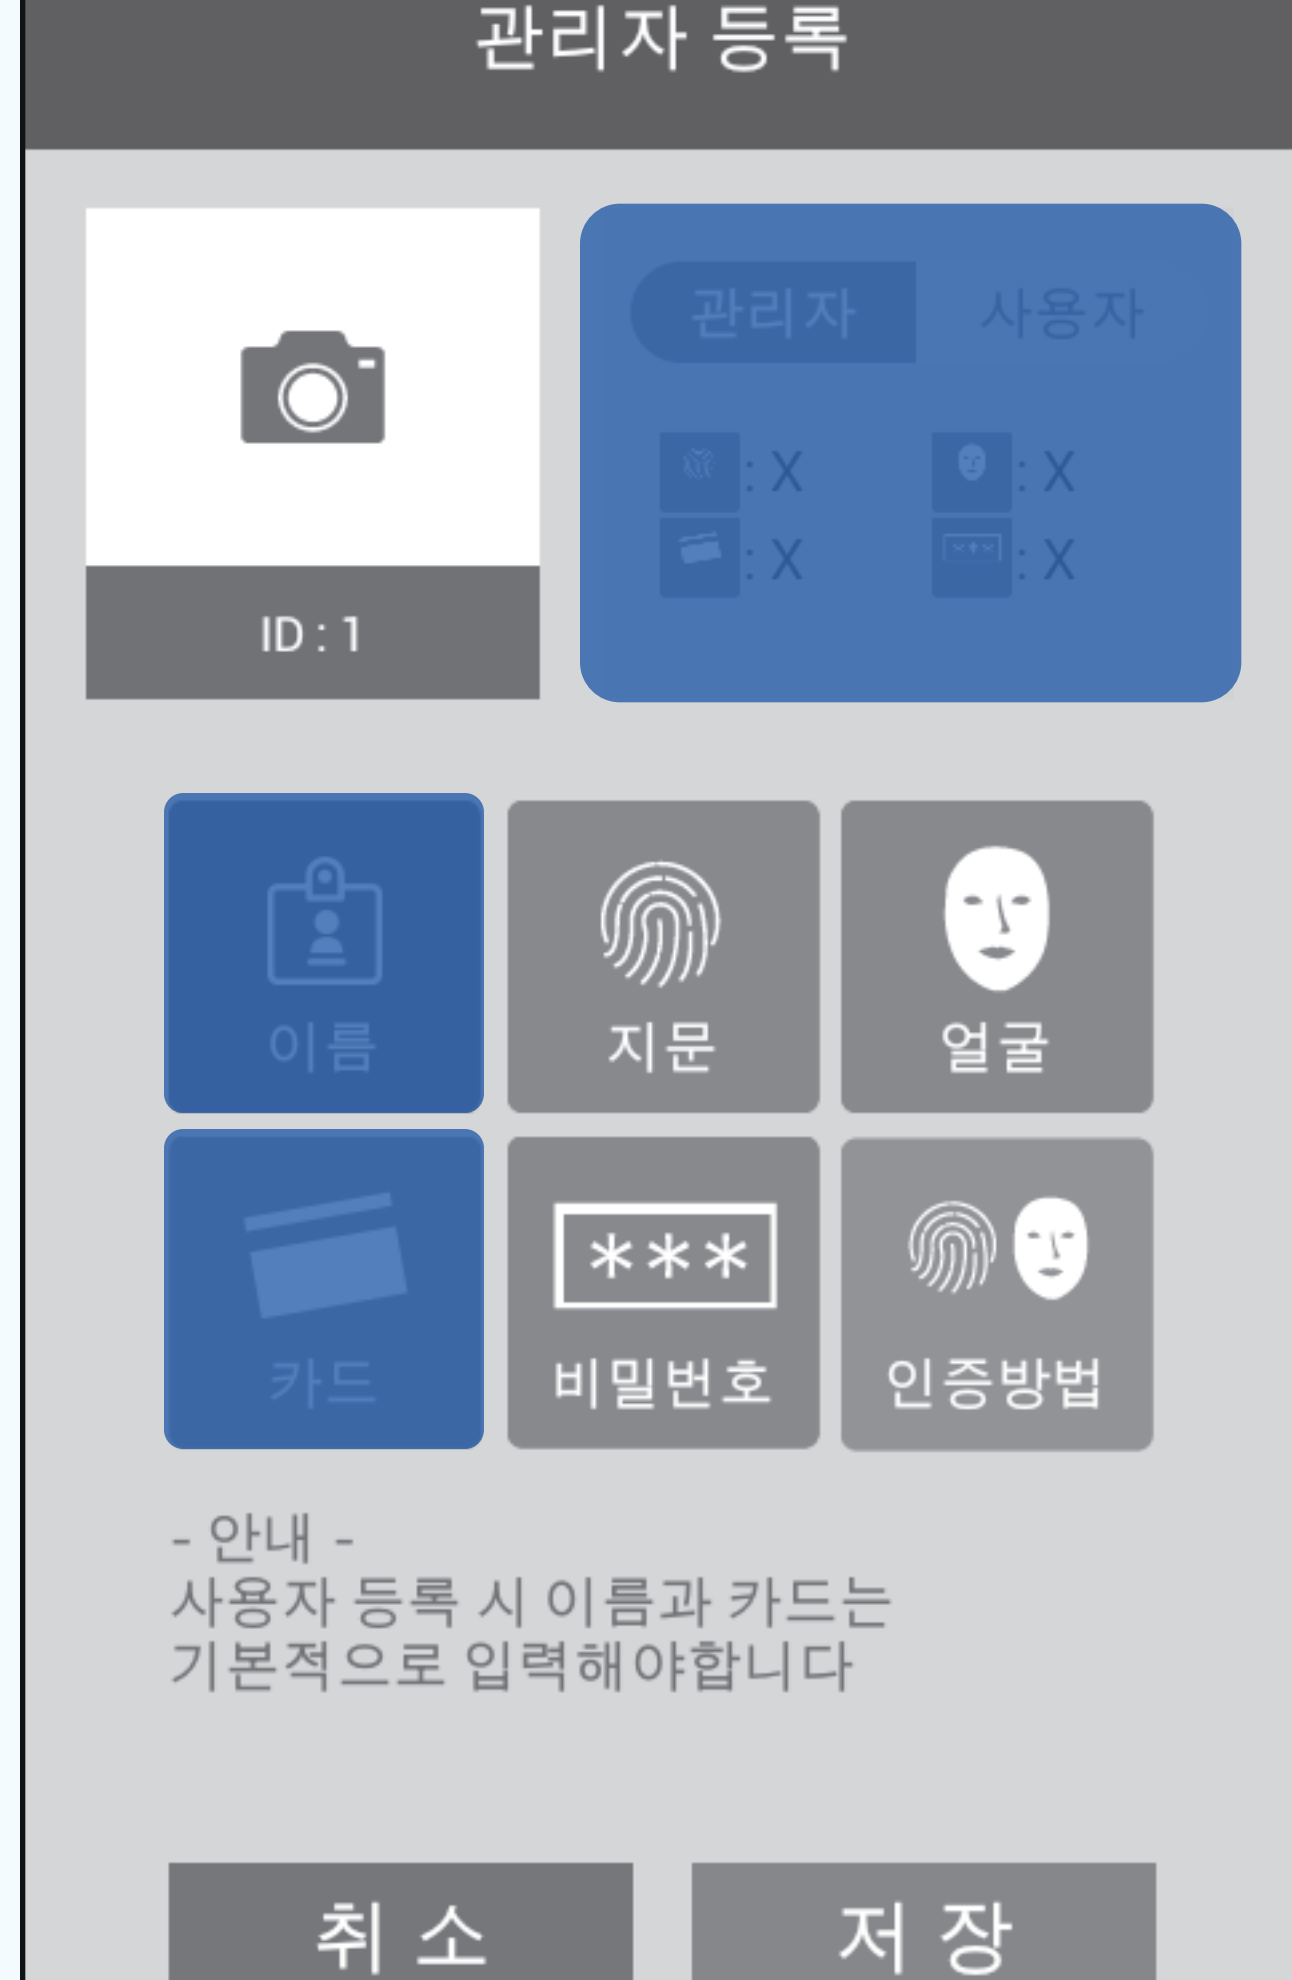 관리자 등록
관리자 사용자
: X : X
: X : X
ID : 1
이름 지문 얼굴
***
카드 비밀번호 인증방법
- 안내 -
사용자 등록 시 이름과 카드는
기본적으로 입력해야합니다
취 소 저 장